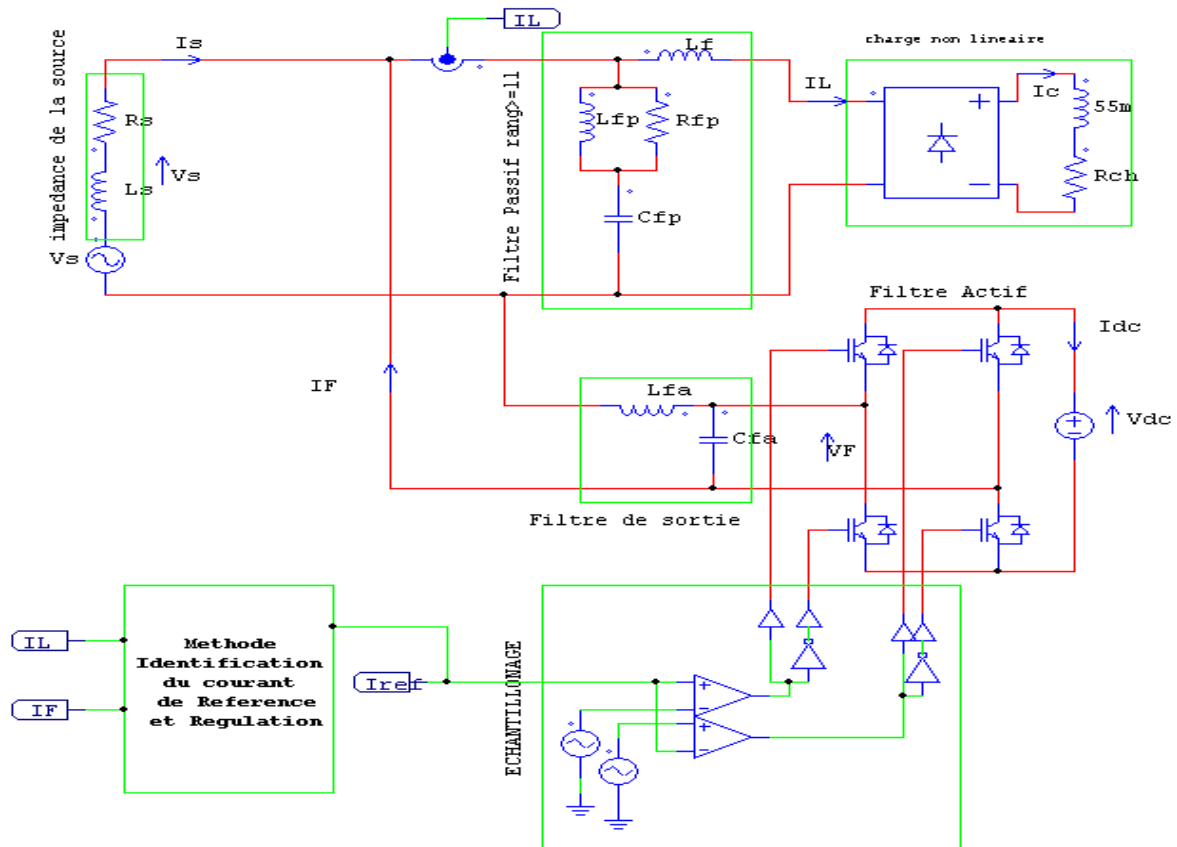 IL
Is
Lf
charge non lineaire
impedance de la source
Rs
Ls
Vs
Vs
Filtre Passif rang>=11
Lfp
Rfp
Cfp
IL
Ic
55m
Rch
+
−
Filtre Actif
Idc
IF
Lfa
Cfa
VF
+
−
Vdc
Filtre de sortie
IL
IF
Methode
Identification
du courant
de Reference
et Regulation
Iref
ECHANTILLONAGE
+
−
+
−